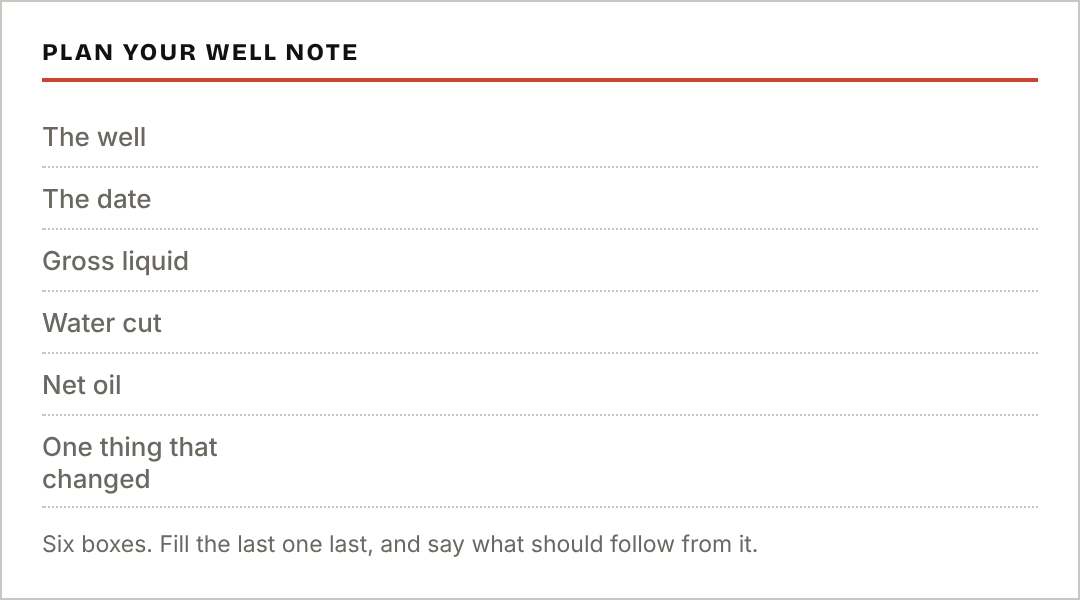 PLAN YOUR WELL NOTE
The well
The date
Gross liquid
Water cut
Net oil
One thing that
changed
Six boxes. Fill the last one last, and say what should follow from it.